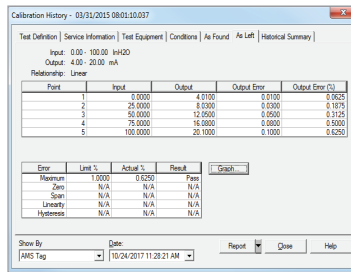 Calibration History - 03/31/2015 08:01:10.037
Test Definition | Service Information | Test Equipment | Conditions | As Found | As Left | Historical Summary
Input: 0.00 - 100.00 InH2O
Output: 4.00 - 20.00 mA
Relationship: Linear
Point Input Output Output Error Output Error (%)
1 0.0000 4.0100 0.0100 0.0625
2 25.0000 8.0300 0.0300 0.1875
3 50.0000 12.0500 0.0500 0.3125
4 75.0000 16.0800 0.0800 0.5000
5 100.0000 20.1000 0.1000 0.6250
Error Limit % Actual % Result Graph...
Maximum 1.0000 0.6250 Pass
Zero N/A N/A N/A
Span N/A N/A N/A
Linearity N/A N/A N/A
Hysteresis N/A N/A N/A
Show By Date:
AMS Tag 10/24/2017 11:28:21 AM Report Close Help